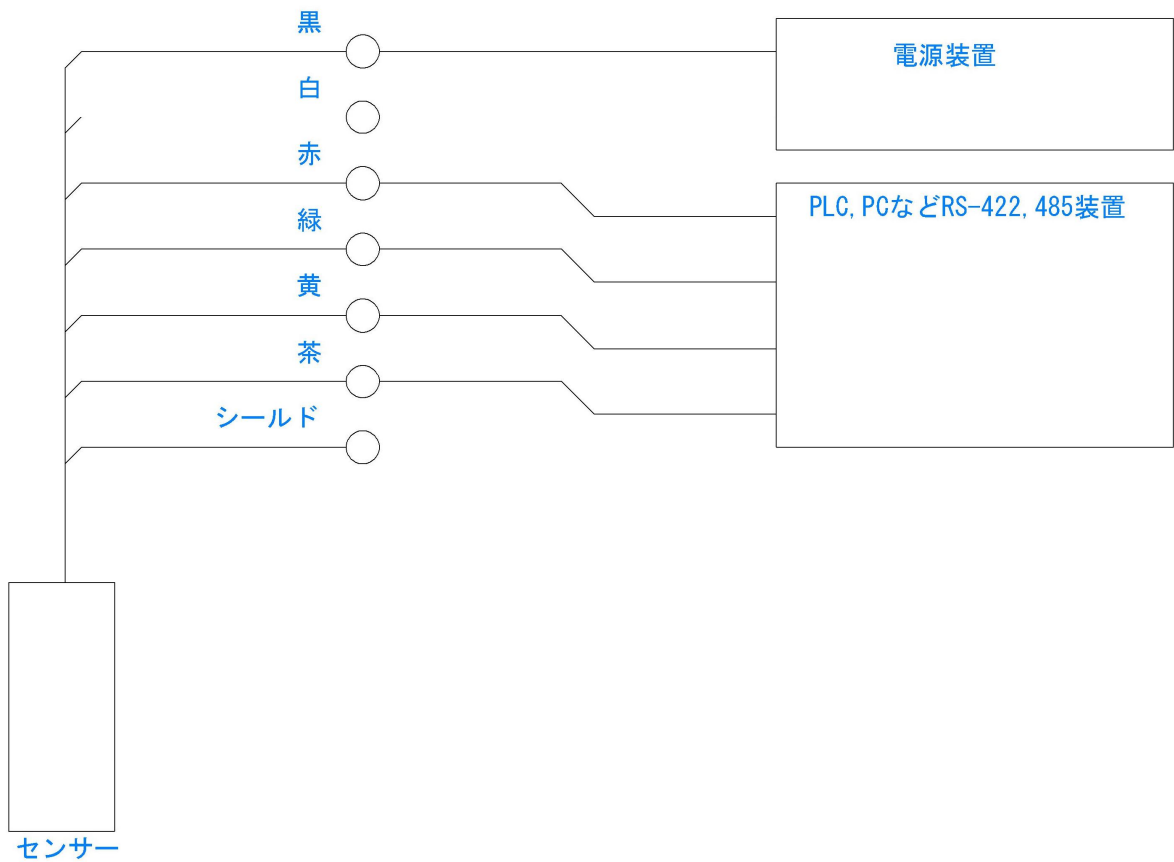 黒
電源装置
白
赤
PLC,PCなどRS-422,485装置
緑
黄
茶
シールド
センサー